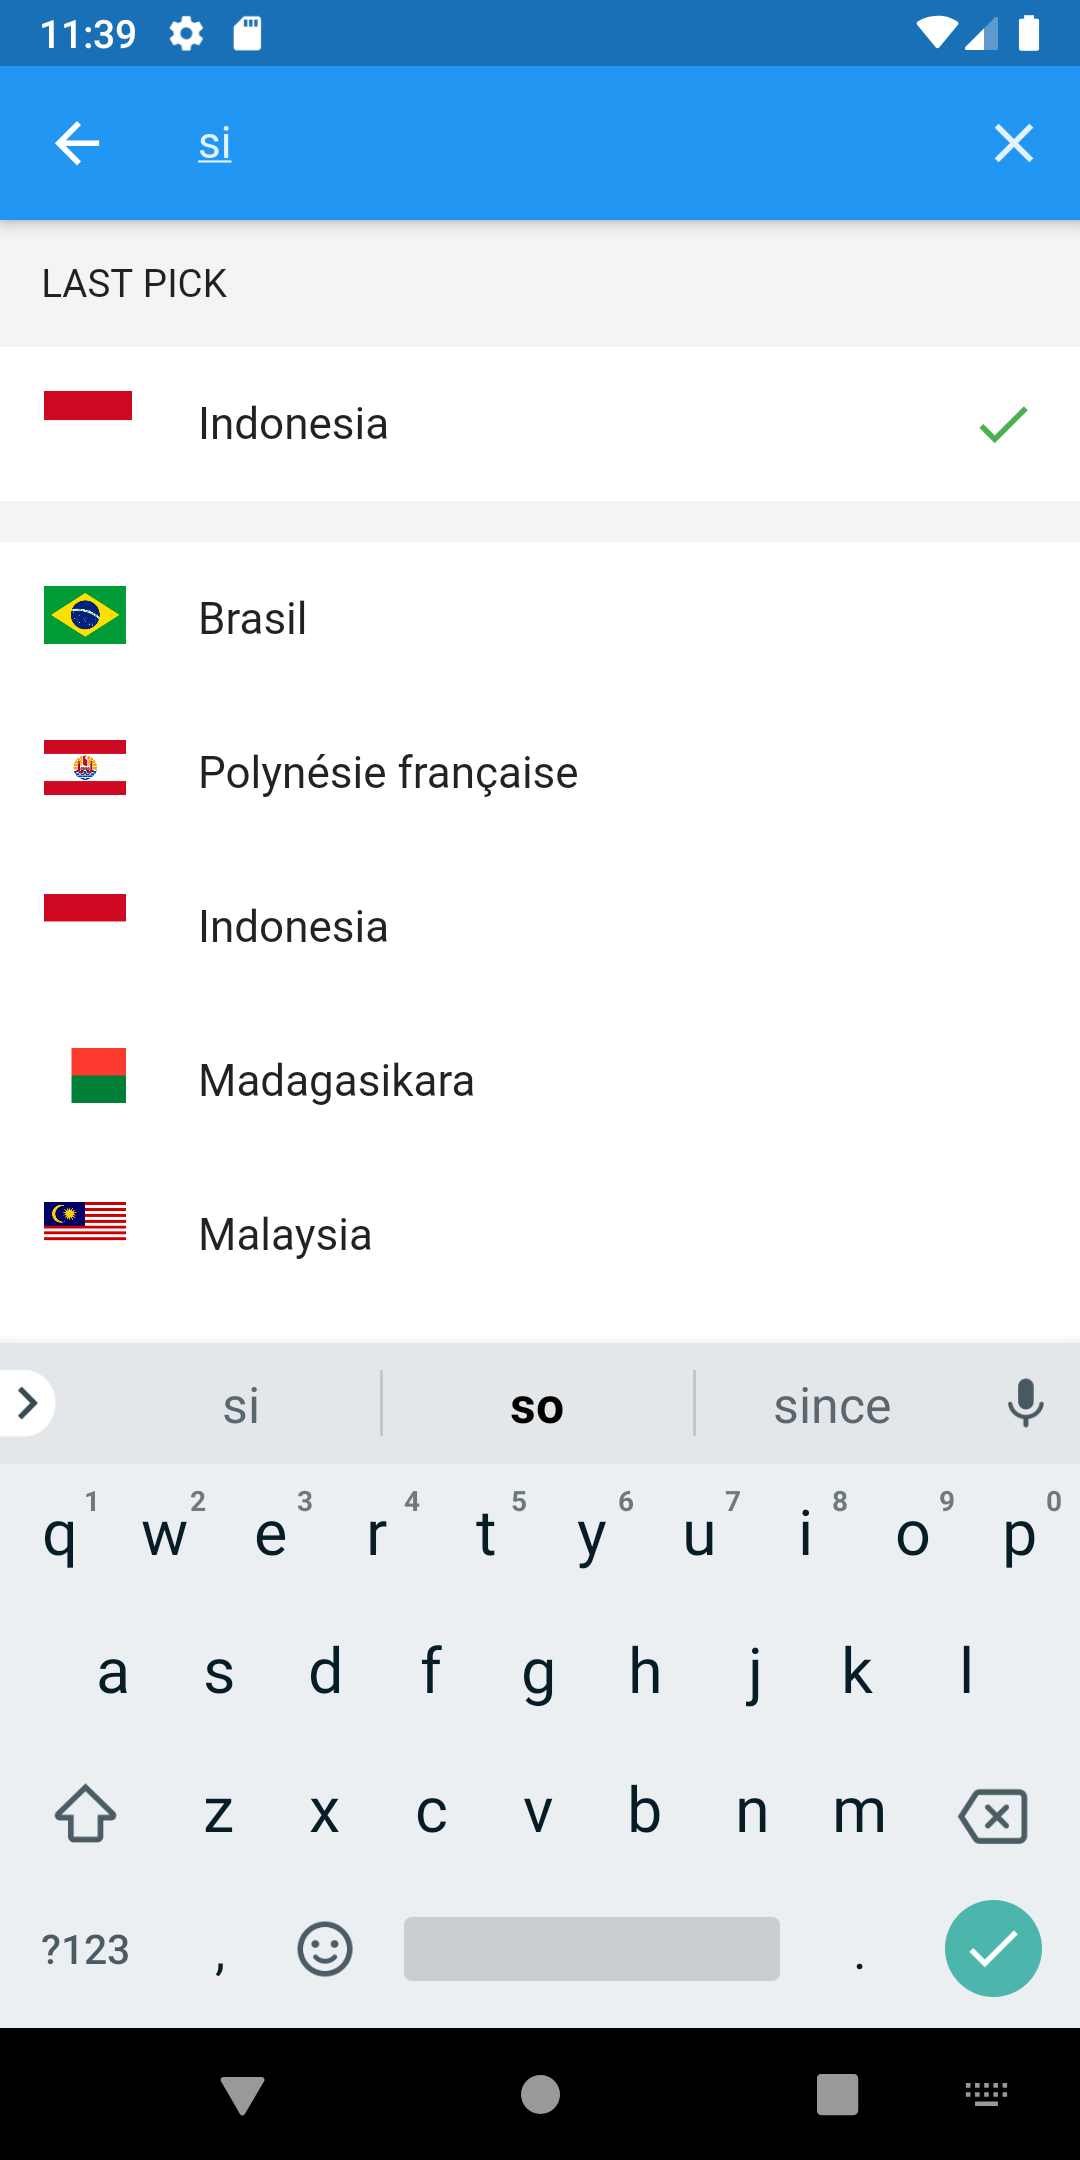 11:39
si
LAST PICK
Indonesia
Brasil
Polynésie française
Indonesia
Madagasikara
Malaysia
si so since
1 2 3 4 5 6 7 8 9 0
q w e r t y u i o p
a s d f g h j k l
z x c v b n m
?123 , .